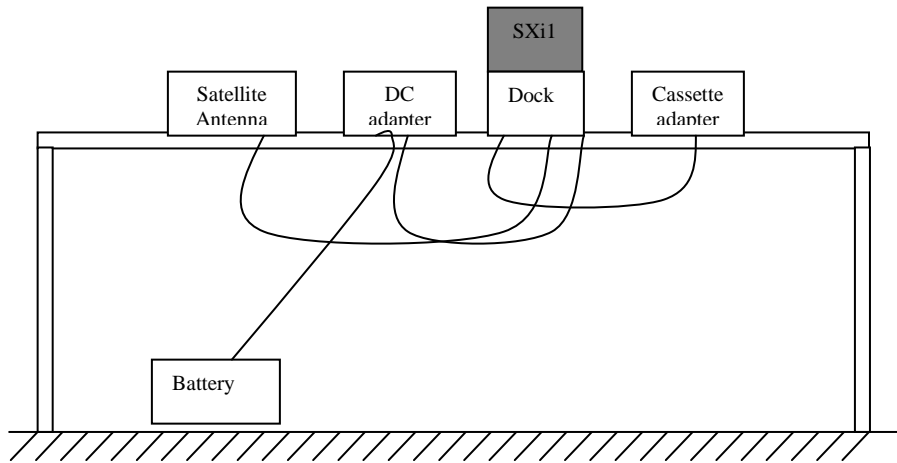 SXi1
Satellite
Antenna
DC
adapter
Dock
Cassette
adapter
Battery